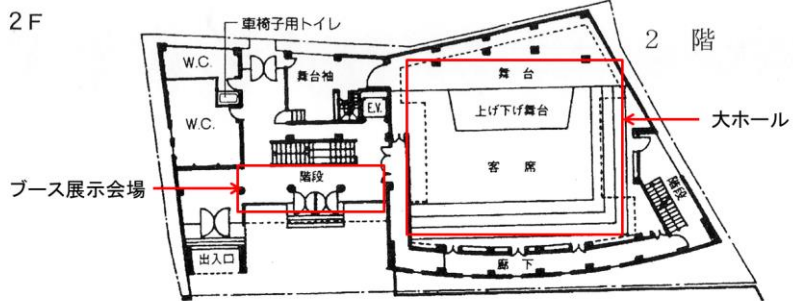 2F
車椅子用トイレ
2 階
W.C.
舞台袖
舞 台
E.V.
上げ下げ舞台
大ホール
W.C.
階段
客 席
階段
ブース展示会場
出入口
廊 下